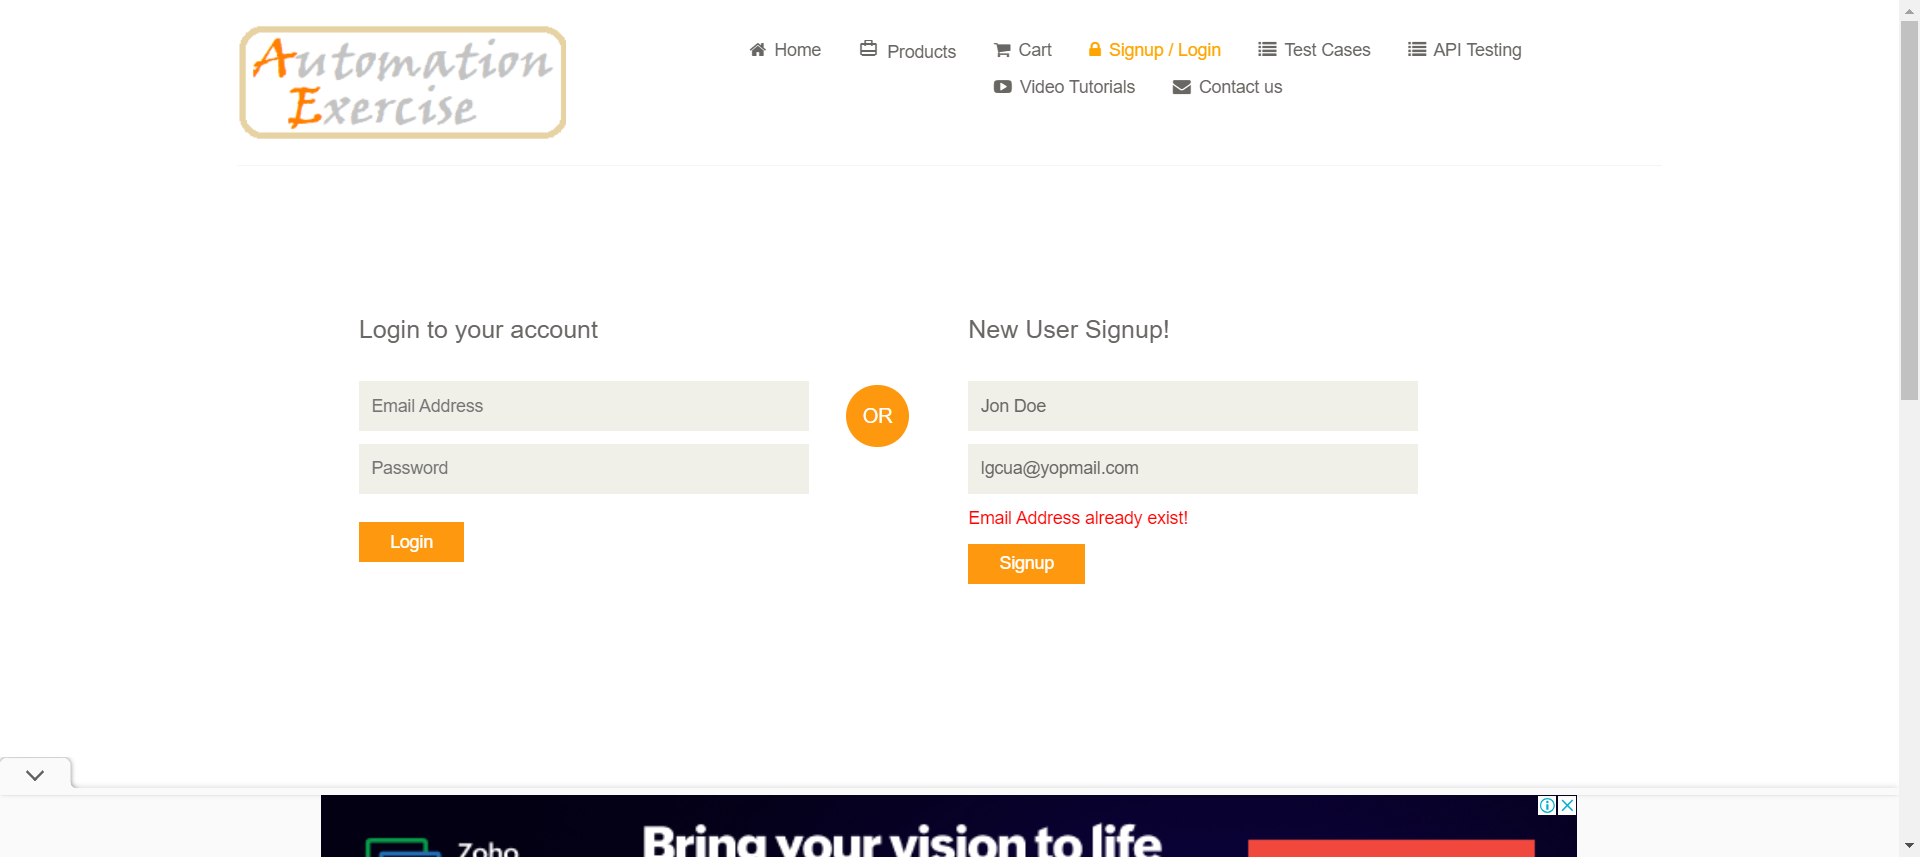 Automation
Exercise
Home
Products
Cart
Signup / Login
Test Cases
API Testing
Video Tutorials
Contact us
Login to your account
Email Address
Password
Login
OR
New User Signup!
Jon Doe
lgcua@yopmail.com
Email Address already exist!
Signup
Zoho
Bring your vision to life